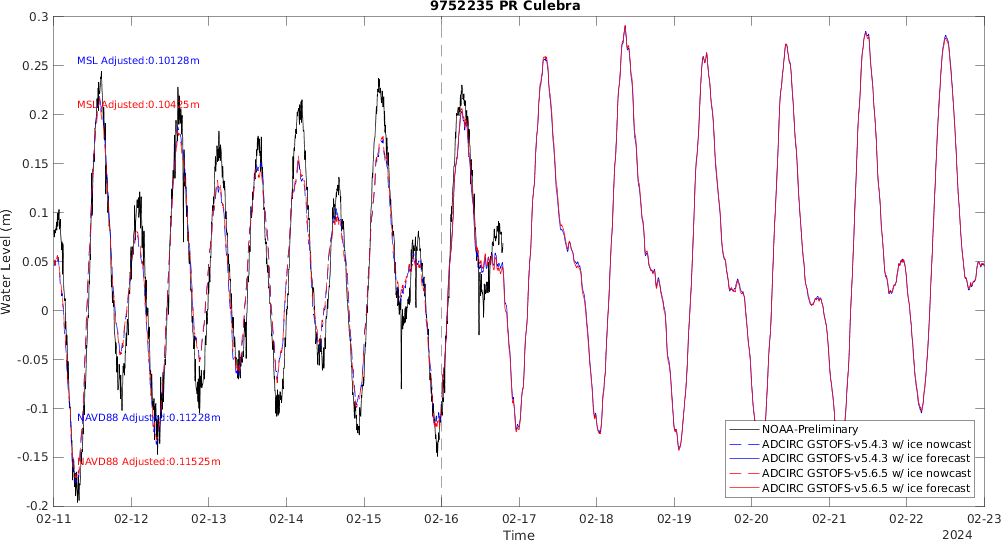 9752235 PR Culebra
0.3
0.25
0.2
0.15
0.1
0.05
0
-0.05
-0.1
-0.15
-0.2
Water Level (m)
MSL Adjusted:0.10128m
MSL Adjusted:0.10425m
NAVD88 Adjusted:0.11228m
NAVD88 Adjusted:0.11525m
NOAA-Preliminary
ADCIRC GSTOFS-v5.4.3 w/ ice nowcast
ADCIRC GSTOFS-v5.4.3 w/ ice forecast
ADCIRC GSTOFS-v5.6.5 w/ ice nowcast
ADCIRC GSTOFS-v5.6.5 w/ ice forecast
02-11 02-12 02-13 02-14 02-15 02-16 02-17 02-18 02-19 02-20 02-21 02-22 02-23
Time
2024